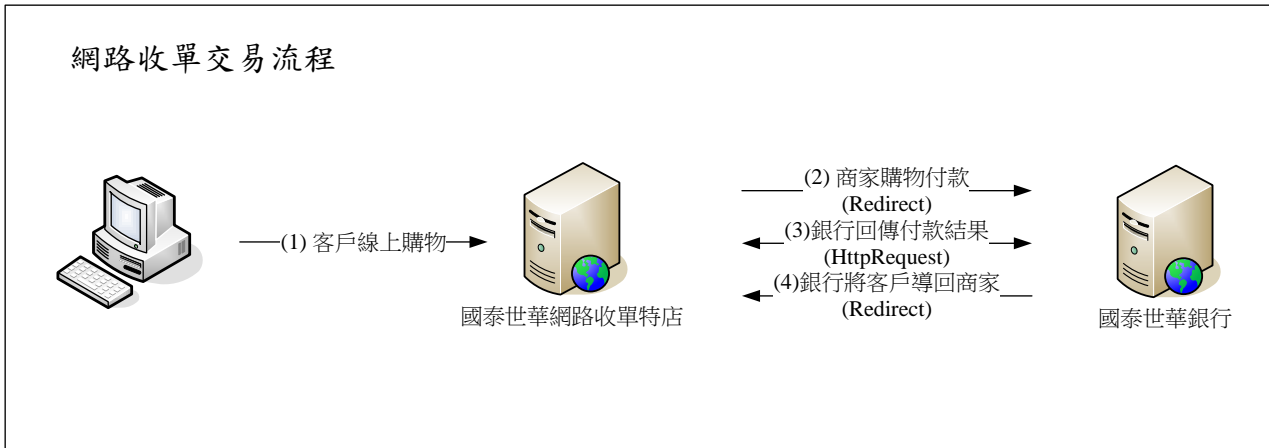 網路收單交易流程
(1) 客戶線上購物
(2) 商家購物付款
(Redirect)
(3)銀行回傳付款結果
(HttpRequest)
(4)銀行將客戶導回商家
(Redirect)
國泰世華網路收單特店
國泰世華銀行